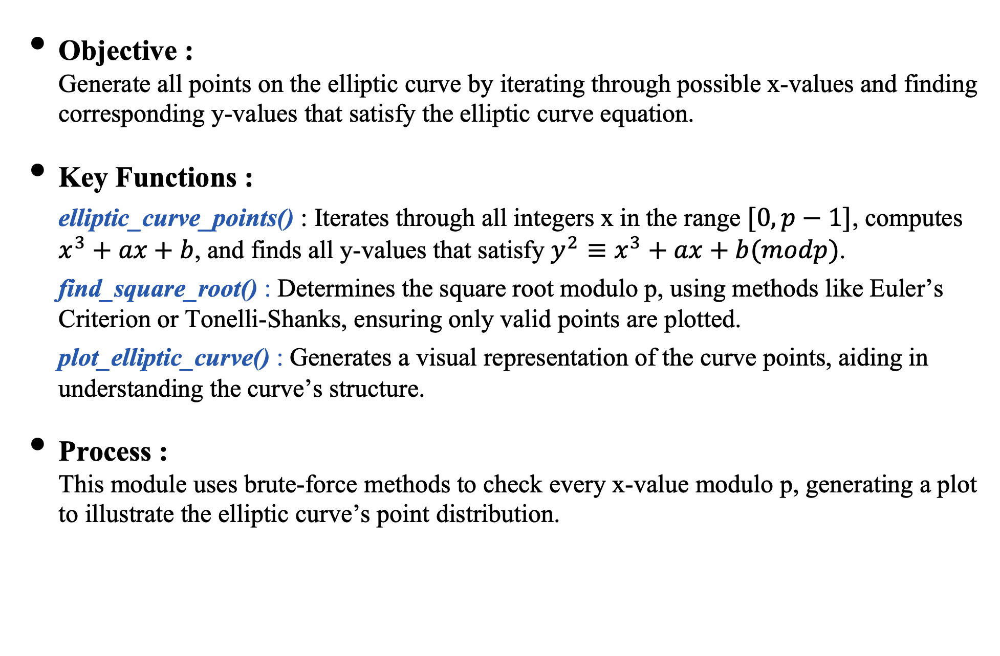 • Objective :
Generate all points on the elliptic curve by iterating through possible x-values and finding
corresponding y-values that satisfy the elliptic curve equation.
• Key Functions :
elliptic_curve_points() : Iterates through all integers x in the range [0, p − 1], computes
x³ + ax + b, and finds all y-values that satisfy y² ≡ x³ + ax + b(modp).
find_square_root() : Determines the square root modulo p, using methods like Euler’s
Criterion or Tonelli-Shanks, ensuring only valid points are plotted.
plot_elliptic_curve() : Generates a visual representation of the curve points, aiding in
understanding the curve’s structure.
• Process :
This module uses brute-force methods to check every x-value modulo p, generating a plot
to illustrate the elliptic curve’s point distribution.